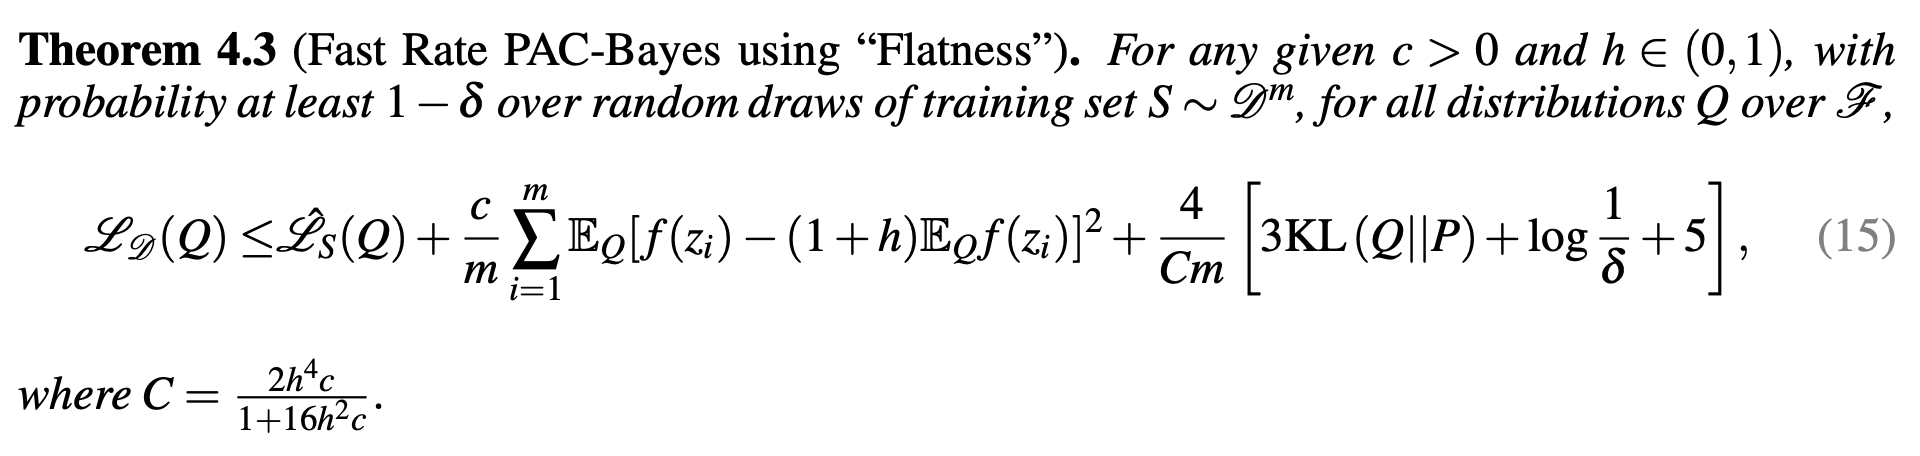 Theorem 4.3 (Fast Rate PAC-Bayes using “Flatness”). For any given c > 0 and h ∈ (0,1), with
probability at least 1 − δ over random draws of training set S ∼ 𝒟^m, for all distributions Q over ℱ,
ℒ_𝒟(Q) ≤ ℒ̂_S(Q) + c/m ∑_{i=1}^{m} 𝔼_Q[f(z_i) − (1+h)𝔼_Q f(z_i)]^2 + 4/(Cm) [3KL(Q||P) + log 1/δ + 5], (15)
where C = 2h^4c/(1+16h^2c).